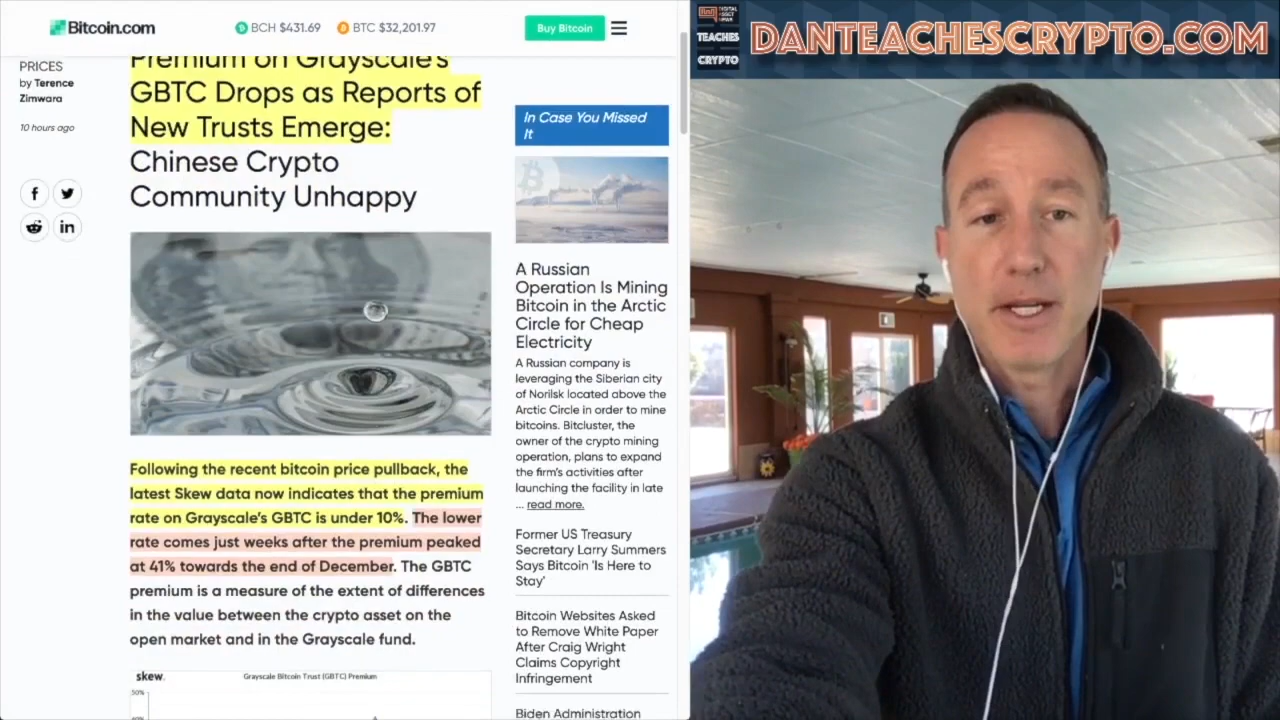 Bitcoin.com
BCH $431.69
BTC $32,201.97
Buy Bitcoin
DIGITAL
ASSET
NEWS
TEACHES
CRYPTO
DANTEACHESCRYPTO.COM
PRICES
by Terence
Zimwara
10 hours ago
Premium on Grayscale's
GBTC Drops as Reports of
New Trusts Emerge:
Chinese Crypto
Community Unhappy
Following the recent bitcoin price pullback, the
latest Skew data now indicates that the premium
rate on Grayscale's GBTC is under 10%. The lower
rate comes just weeks after the premium peaked
at 41% towards the end of December. The GBTC
premium is a measure of the extent of differences
in the value between the crypto asset on the
open market and in the Grayscale fund.
skew.
Grayscale Bitcoin Trust (GBTC) Premium
50%
In Case You Missed
It
A Russian
Operation Is Mining
Bitcoin in the Arctic
Circle for Cheap
Electricity
A Russian company is
leveraging the Siberian city
of Norilsk located above the
Arctic Circle in order to mine
bitcoins. Bitcluster, the
owner of the crypto mining
operation, plans to expand
the firm's activities after
launching the facility in late
... read more.
Former US Treasury
Secretary Larry Summers
Says Bitcoin 'Is Here to
Stay'
Bitcoin Websites Asked
to Remove White Paper
After Craig Wright
Claims Copyright
Infringement
Biden Administration